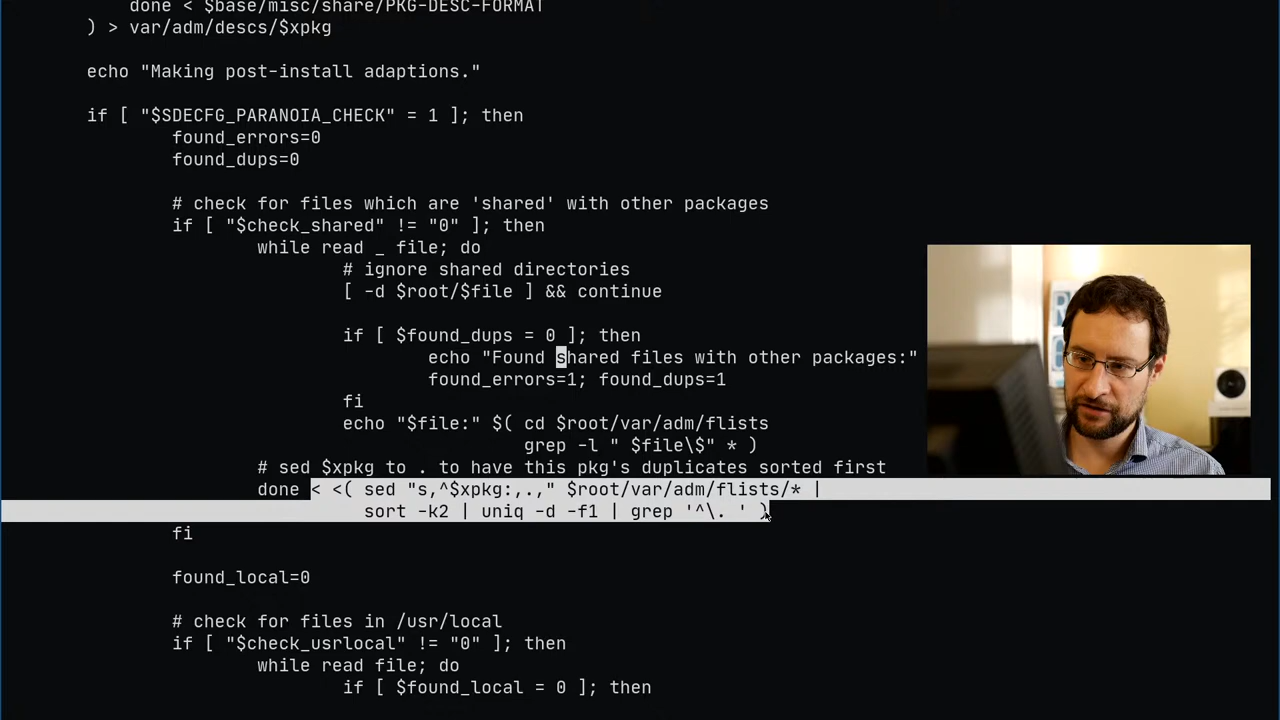 done < $base/misc/share/PKG-DESC-FORMAT
) > var/adm/descs/$xpkg
echo "Making post-install adaptions."
if [ "$SDECFG_PARANOIA_CHECK" = 1 ]; then
found_errors=0
found_dups=0
# check for files which are 'shared' with other packages
if [ "$check_shared" != "0" ]; then
while read _ file; do
# ignore shared directories
[ -d $root/$file ] && continue
if [ $found_dups = 0 ]; then
echo "Found shared files with other packages:"
found_errors=1; found_dups=1
fi
echo "$file:" $( cd $root/var/adm/flists
grep -l " $file\$" * )
# sed $xpkg to . to have this pkg's duplicates sorted first
done < <( sed "s,^$xpkg:,.," $root/var/adm/flists/* |
sort -k2 | uniq -d -f1 | grep '^\. ' )
fi
found_local=0
# check for files in /usr/local
if [ "$check_usrlocal" != "0" ]; then
while read file; do
if [ $found_local = 0 ]; then